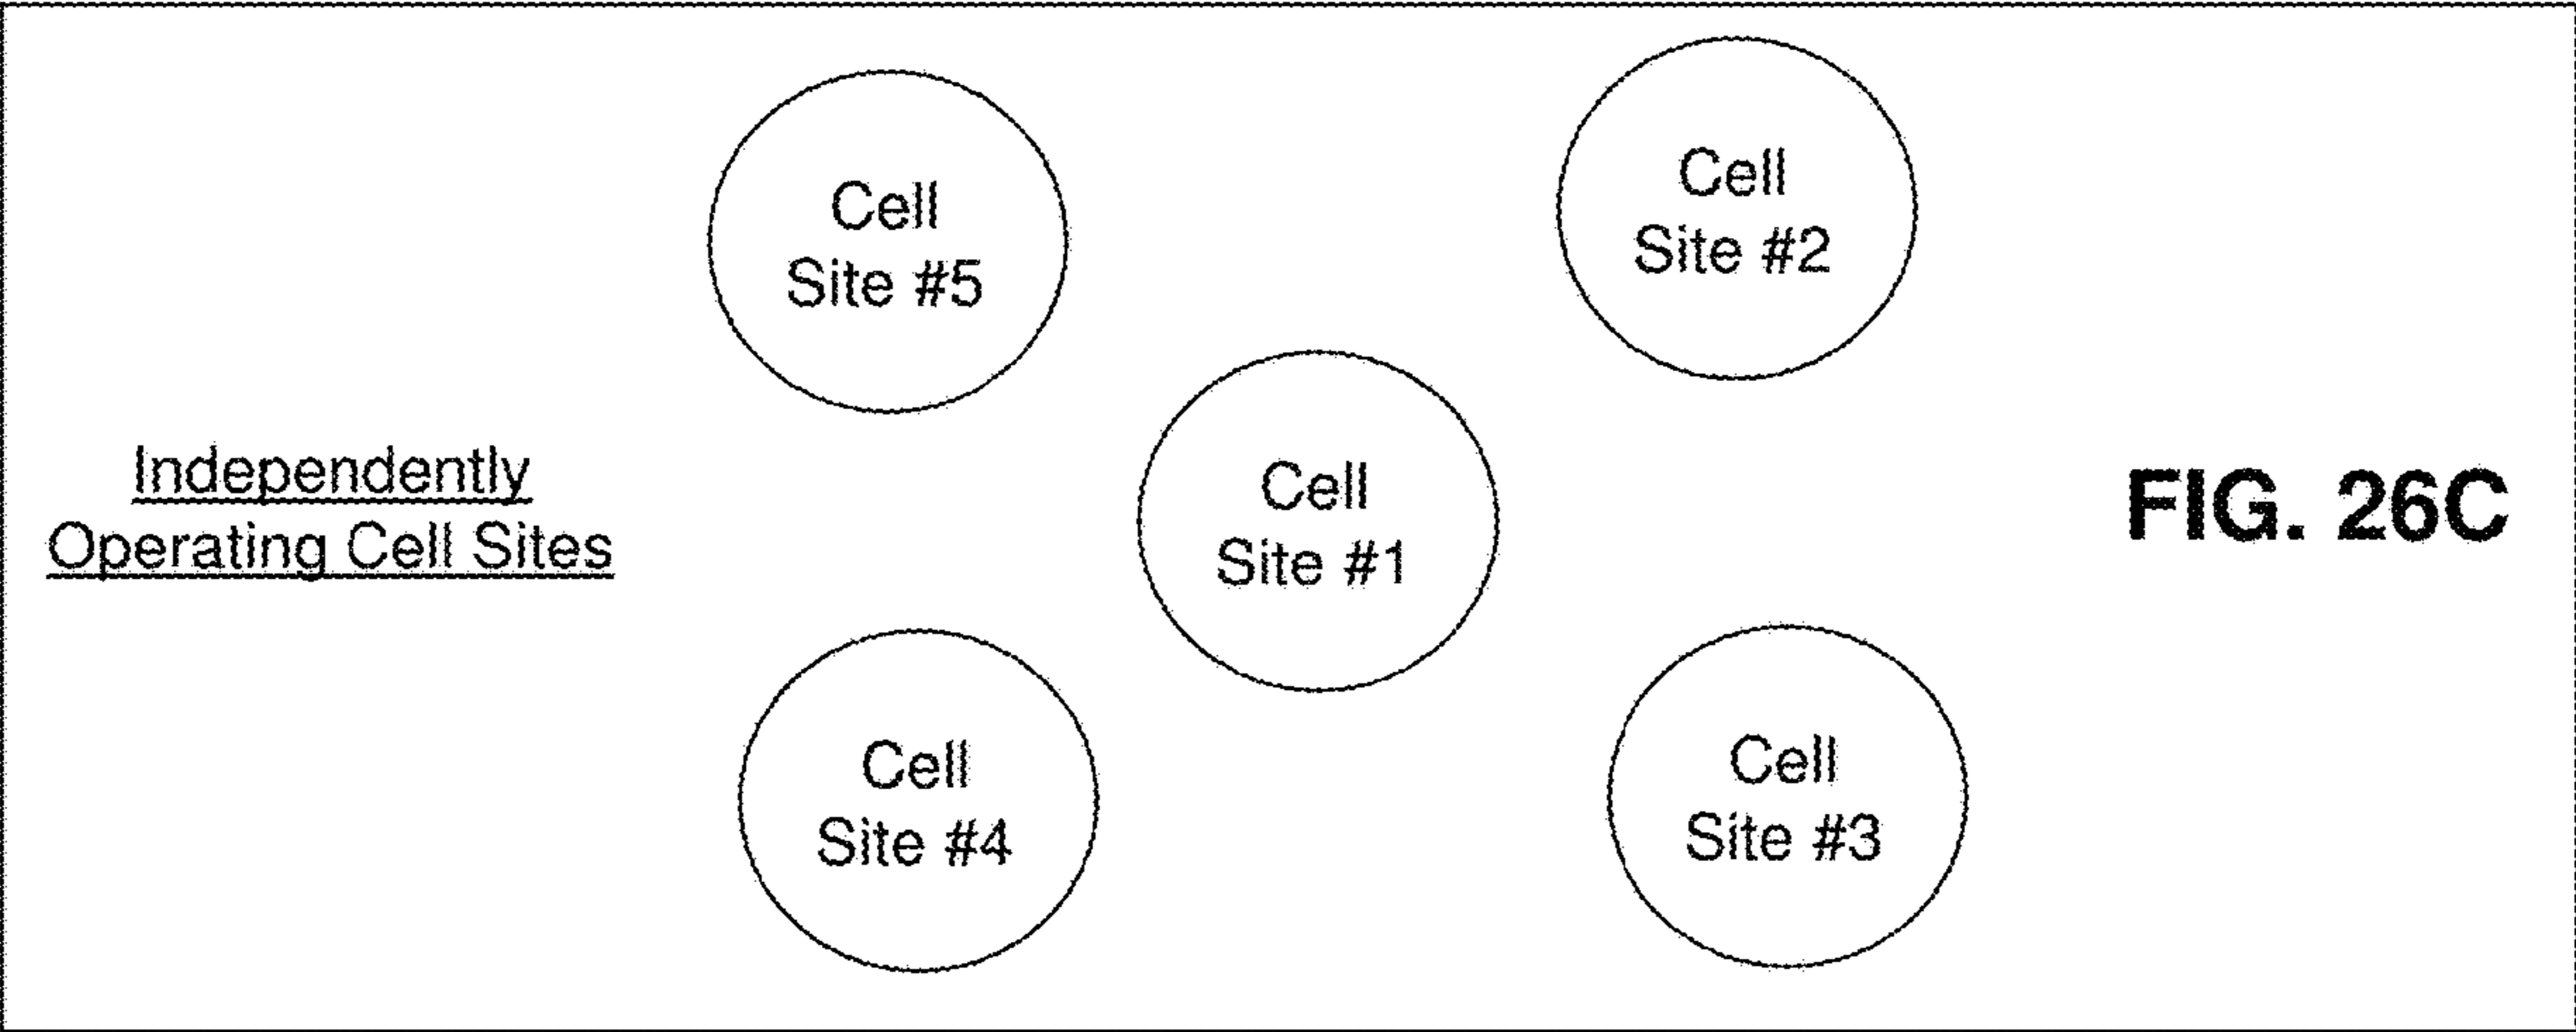 Independently
Operating Cell Sites
Cell
Site #5
Cell
Site #2
Cell
Site #1
Cell
Site #4
Cell
Site #3
FIG. 26C